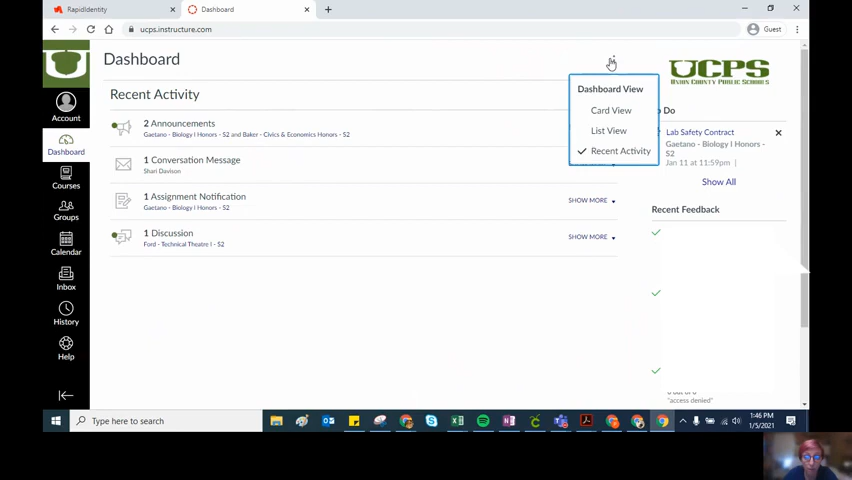 RapidIdentity
Dashboard
ucps.instructure.com
Guest
Account
Dashboard
Courses
Groups
Calendar
Inbox
History
Help
Dashboard
Recent Activity
2 Announcements
Gaetano - Biology I Honors - S2 and Baker - Civics & Economics Honors - S2
1 Conversation Message
Shari Davison
1 Assignment Notification
Gaetano - Biology I Honors - S2
SHOW MORE
1 Discussion
Ford - Technical Theatre I - S2
SHOW MORE
Dashboard View
Card View
List View
Recent Activity
UCPS
UNION COUNTY PUBLIC SCHOOLS
o Do
Lab Safety Contract
Gaetano - Biology I Honors -
S2
Jan 11 at 11:59pm |
Show All
Recent Feedback
"access denied"
Type here to search
1:46 PM
1/5/2021